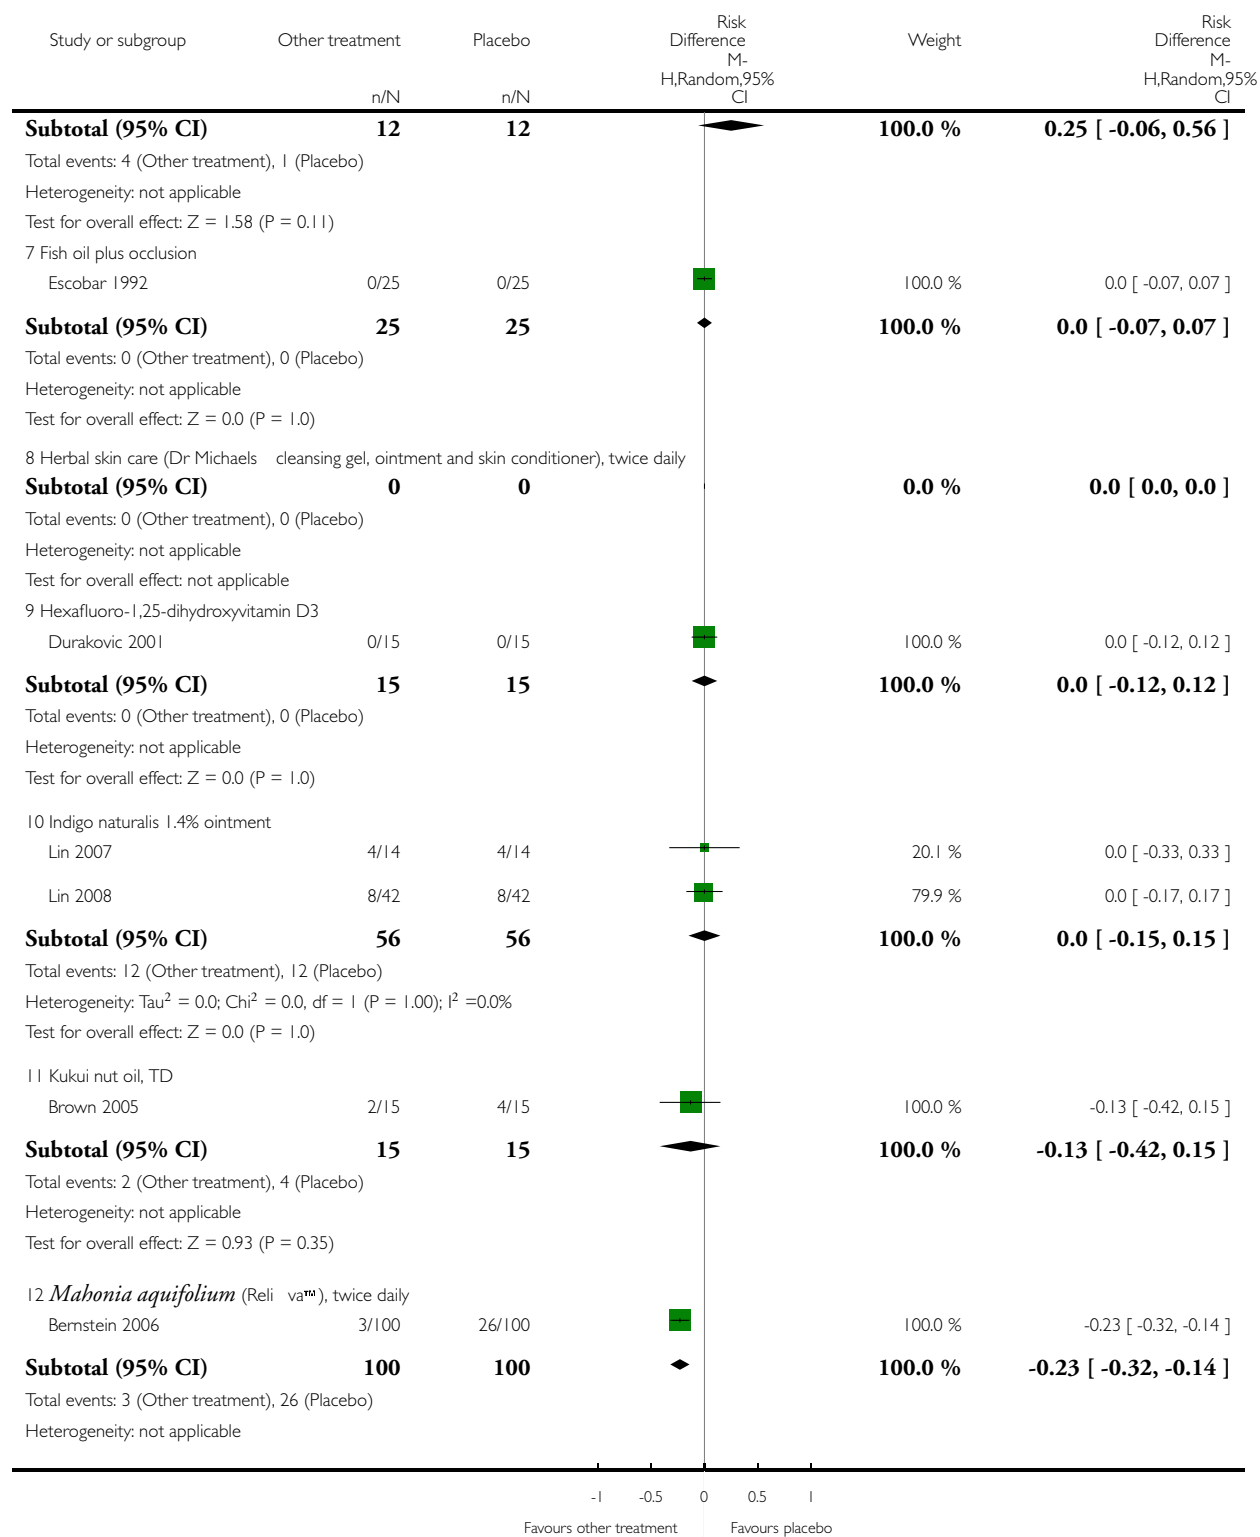 Study or subgroup Other treatment Placebo Risk Difference Weight Risk Difference
M-H,Random,95% CI M-H,Random,95% CI
n/N n/N
Subtotal (95% CI) 12 12 100.0 % 0.25 [ -0.06, 0.56 ]
Total events: 4 (Other treatment), 1 (Placebo)
Heterogeneity: not applicable
Test for overall effect: Z = 1.58 (P = 0.11)
7 Fish oil plus occlusion
Escobar 1992 0/25 0/25 100.0 % 0.0 [ -0.07, 0.07 ]
Subtotal (95% CI) 25 25 100.0 % 0.0 [ -0.07, 0.07 ]
Total events: 0 (Other treatment), 0 (Placebo)
Heterogeneity: not applicable
Test for overall effect: Z = 0.0 (P = 1.0)
8 Herbal skin care (Dr Michaels cleansing gel, ointment and skin conditioner), twice daily
Subtotal (95% CI) 0 0 0.0 % 0.0 [ 0.0, 0.0 ]
Total events: 0 (Other treatment), 0 (Placebo)
Heterogeneity: not applicable
Test for overall effect: not applicable
9 Hexafluoro-1,25-dihydroxyvitamin D3
Durakovic 2001 0/15 0/15 100.0 % 0.0 [ -0.12, 0.12 ]
Subtotal (95% CI) 15 15 100.0 % 0.0 [ -0.12, 0.12 ]
Total events: 0 (Other treatment), 0 (Placebo)
Heterogeneity: not applicable
Test for overall effect: Z = 0.0 (P = 1.0)
10 Indigo naturalis 1.4% ointment
Lin 2007 4/14 4/14 20.1 % 0.0 [ -0.33, 0.33 ]
Lin 2008 8/42 8/42 79.9 % 0.0 [ -0.17, 0.17 ]
Subtotal (95% CI) 56 56 100.0 % 0.0 [ -0.15, 0.15 ]
Total events: 12 (Other treatment), 12 (Placebo)
Heterogeneity: Tau² = 0.0; Chi² = 0.0, df = 1 (P = 1.00); I² =0.0%
Test for overall effect: Z = 0.0 (P = 1.0)
11 Kukui nut oil, TD
Brown 2005 2/15 4/15 100.0 % -0.13 [ -0.42, 0.15 ]
Subtotal (95% CI) 15 15 100.0 % -0.13 [ -0.42, 0.15 ]
Total events: 2 (Other treatment), 4 (Placebo)
Heterogeneity: not applicable
Test for overall effect: Z = 0.93 (P = 0.35)
12 Mahonia aquifolium (Reli va™), twice daily
Bernstein 2006 3/100 26/100 100.0 % -0.23 [ -0.32, -0.14 ]
Subtotal (95% CI) 100 100 100.0 % -0.23 [ -0.32, -0.14 ]
Total events: 3 (Other treatment), 26 (Placebo)
Heterogeneity: not applicable
-1 -0.5 0 0.5 1
Favours other treatment Favours placebo